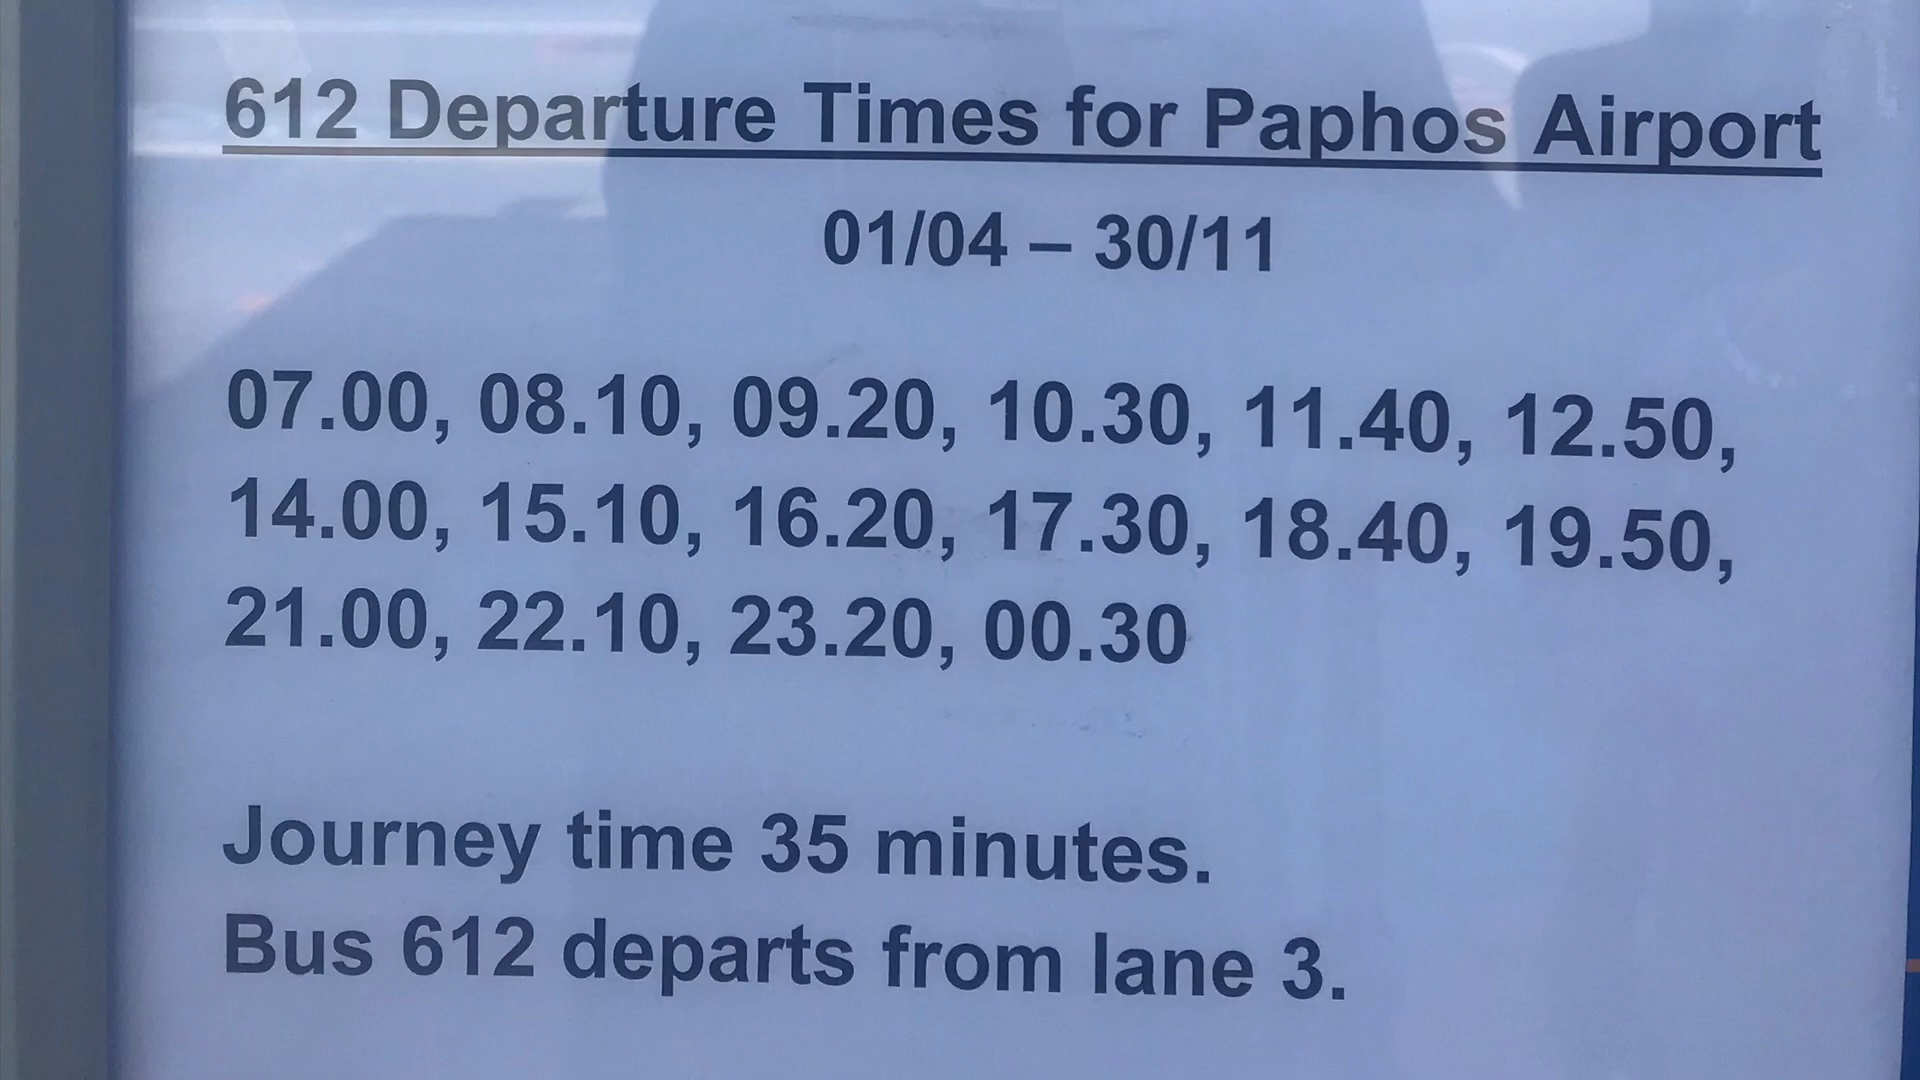 612 Departure Times for Paphos Airport
01/04 – 30/11
07.00, 08.10, 09.20, 10.30, 11.40, 12.50,
14.00, 15.10, 16.20, 17.30, 18.40, 19.50,
21.00, 22.10, 23.20, 00.30
Journey time 35 minutes.
Bus 612 departs from lane 3.